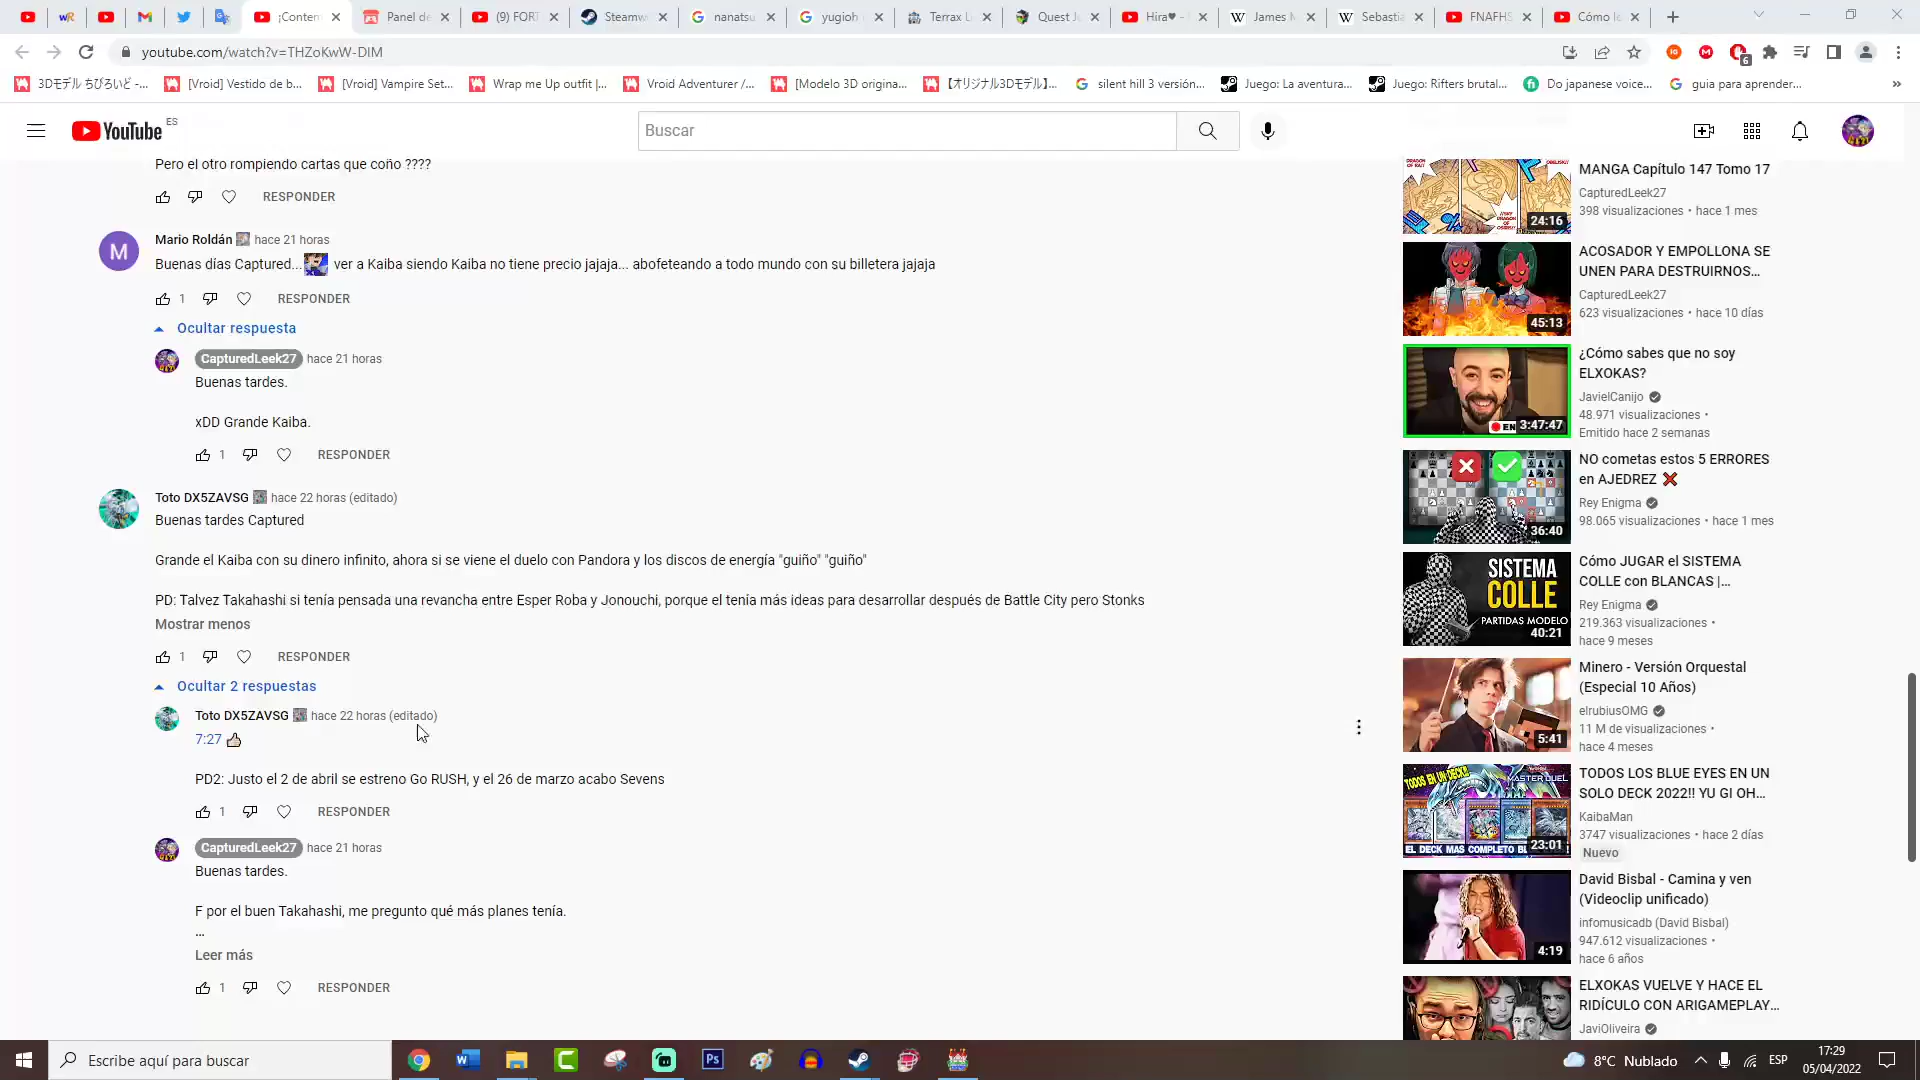 ¡Conten
Panel de
(9) FORT
Steamw
nanatsu
yugioh
Terrax L
Quest J
Hira♥ -
James M
Sebastia
FNAFHS
Cómo l
youtube.com/watch?v=THZoKwW-DlM
3Dモデル ちびろいど -...
[Vroid] Vestido de b...
[Vroid] Vampire Set...
Wrap me Up outfit |...
Vroid Adventurer /...
[Modelo 3D origina...
【オリジナル3Dモデル】...
silent hill 3 versión...
Juego: La aventura...
Juego: Rifters brutal...
Do japanese voice...
guia para aprender...
YouTube ES
Buscar
Pero el otro rompiendo cartas que coño ????
RESPONDER
M
Mario Roldán hace 21 horas
Buenas días Captured... ver a Kaiba siendo Kaiba no tiene precio jajaja... abofeteando a todo mundo con su billetera jajaja
1 RESPONDER
Ocultar respuesta
CapturedLeek27 hace 21 horas
Buenas tardes.
xDD Grande Kaiba.
1 RESPONDER
Toto DX5ZAVSG hace 22 horas (editado)
Buenas tardes Captured
Grande el Kaiba con su dinero infinito, ahora si se viene el duelo con Pandora y los discos de energía "guiño" "guiño"
PD: Talvez Takahashi si tenía pensada una revancha entre Esper Roba y Jonouchi, porque el tenía más ideas para desarrollar después de Battle City pero Stonks
Mostrar menos
1 RESPONDER
Ocultar 2 respuestas
Toto DX5ZAVSG hace 22 horas (editado)
7:27 👍🏻
PD2: Justo el 2 de abril se estreno Go RUSH, y el 26 de marzo acabo Sevens
1 RESPONDER
CapturedLeek27 hace 21 horas
Buenas tardes.
F por el buen Takahashi, me pregunto qué más planes tenía.
...
Leer más
1 RESPONDER
24:16
MANGA Capítulo 147 Tomo 17
CapturedLeek27
398 visualizaciones • hace 1 mes
45:13
ACOSADOR Y EMPOLLONA SE
UNEN PARA DESTRUIRNOS...
CapturedLeek27
623 visualizaciones • hace 10 días
EN
3:47:47
¿Cómo sabes que no soy
ELXOKAS?
JavielCanijo
48.971 visualizaciones •
Emitido hace 2 semanas
36:40
NO cometas estos 5 ERRORES
en AJEDREZ ❌
Rey Enigma
98.065 visualizaciones • hace 1 mes
SISTEMA
COLLE
PARTIDAS MODELO
40:21
Cómo JUGAR el SISTEMA
COLLE con BLANCAS |...
Rey Enigma
219.363 visualizaciones •
hace 9 meses
5:41
Minero - Versión Orquestal
(Especial 10 Años)
elrubiusOMG
11 M de visualizaciones •
hace 4 meses
TODOS EN UN DECK!!
MASTER DUEL
EL DECK MAS COMPLETO
23:01
TODOS LOS BLUE EYES EN UN
SOLO DECK 2022!! YU GI OH...
KaibaMan
3747 visualizaciones • hace 2 días
Nuevo
4:19
David Bisbal - Camina y ven
(Videoclip unificado)
infomusicadb (David Bisbal)
947.612 visualizaciones •
hace 6 años
ELXOKAS VUELVE Y HACE EL
RIDÍCULO CON ARIGAMEPLAY...
JaviOliveira
Escribe aquí para buscar
8°C Nublado
ESP
17:29
05/04/2022